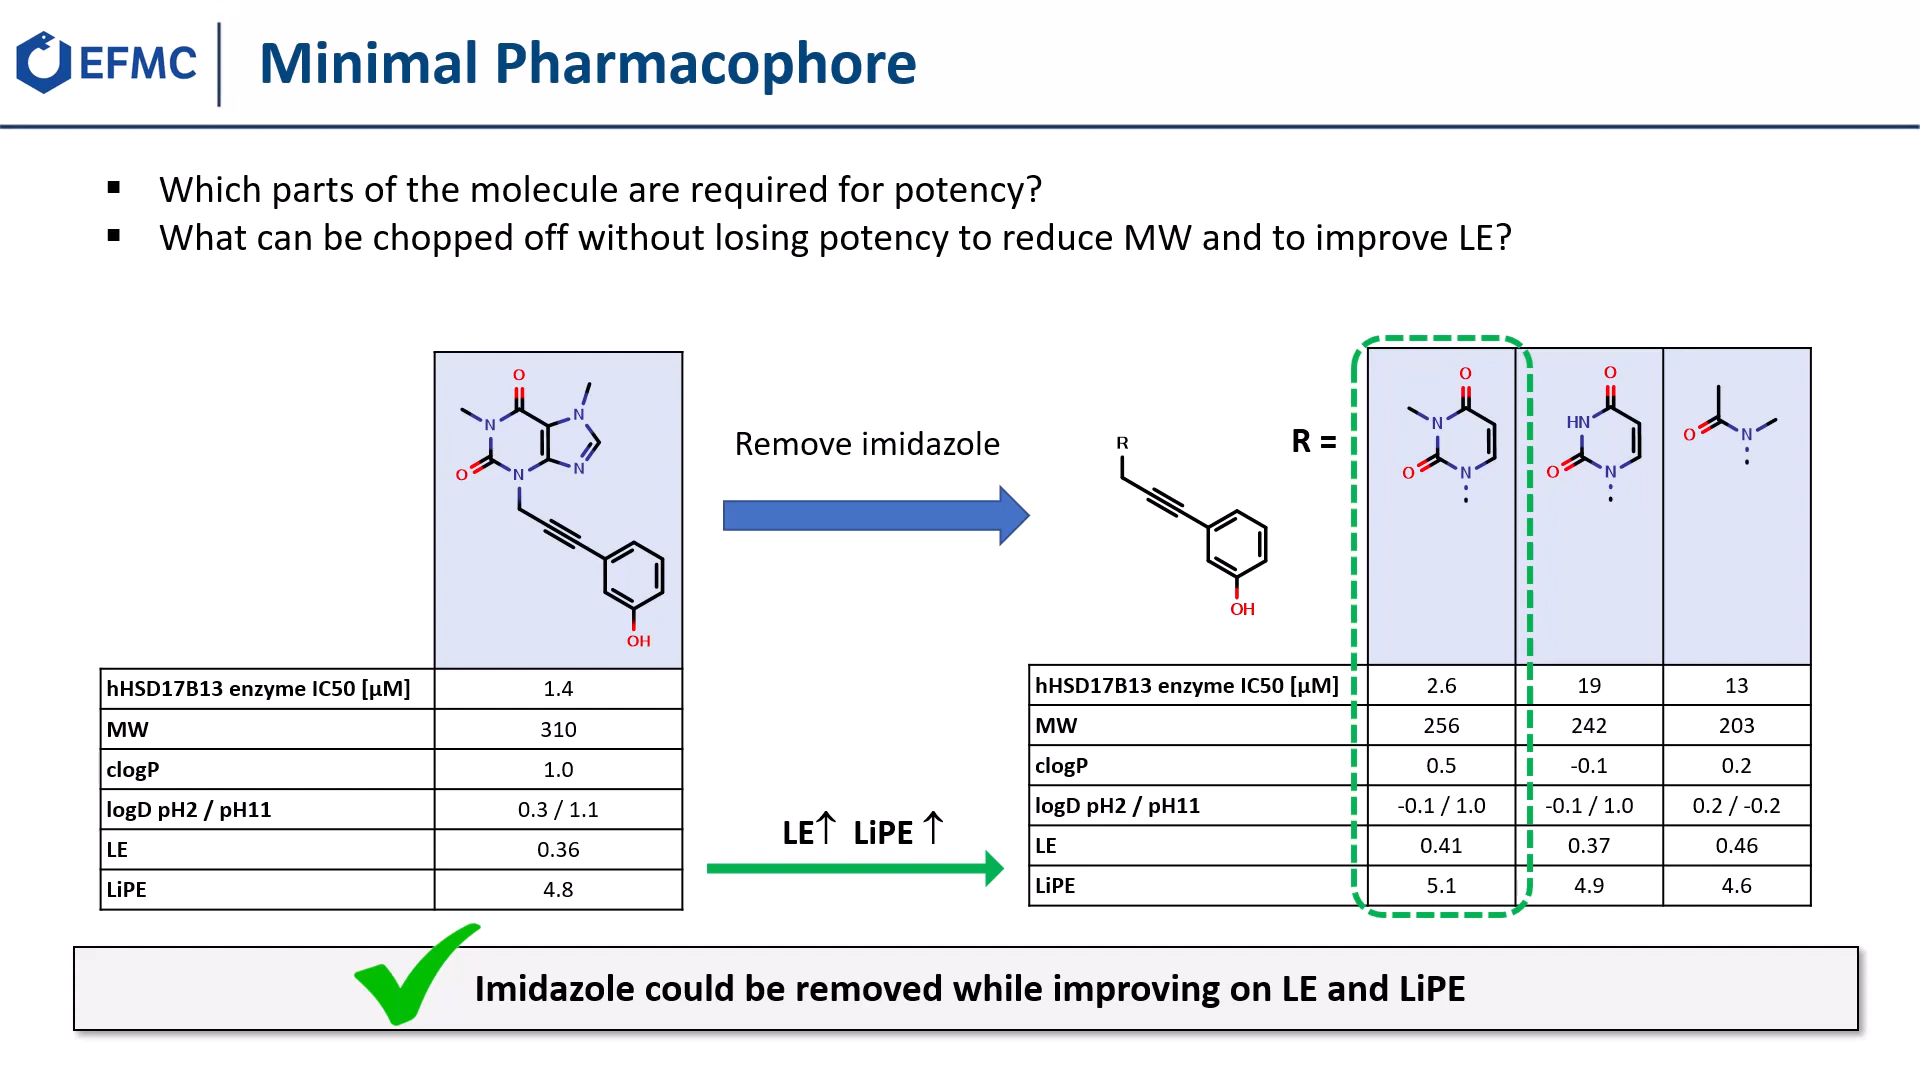 EFMC
Minimal Pharmacophore
▪ Which parts of the molecule are required for potency?
▪ What can be chopped off without losing potency to reduce MW and to improve LE?
O
N
N
O
N
N
OH
Remove imidazole
R
OH
R =
O
N
O
N
O
HN
O
N
O
N
hHSD17B13 enzyme IC50 [µM] 1.4
MW 310
clogP 1.0
logD pH2 / pH11 0.3 / 1.1
LE 0.36
LiPE 4.8
LE↑ LiPE ↑
hHSD17B13 enzyme IC50 [µM] 2.6 19 13
MW 256 242 203
clogP 0.5 -0.1 0.2
logD pH2 / pH11 -0.1 / 1.0 -0.1 / 1.0 0.2 / -0.2
LE 0.41 0.37 0.46
LiPE 5.1 4.9 4.6
Imidazole could be removed while improving on LE and LiPE